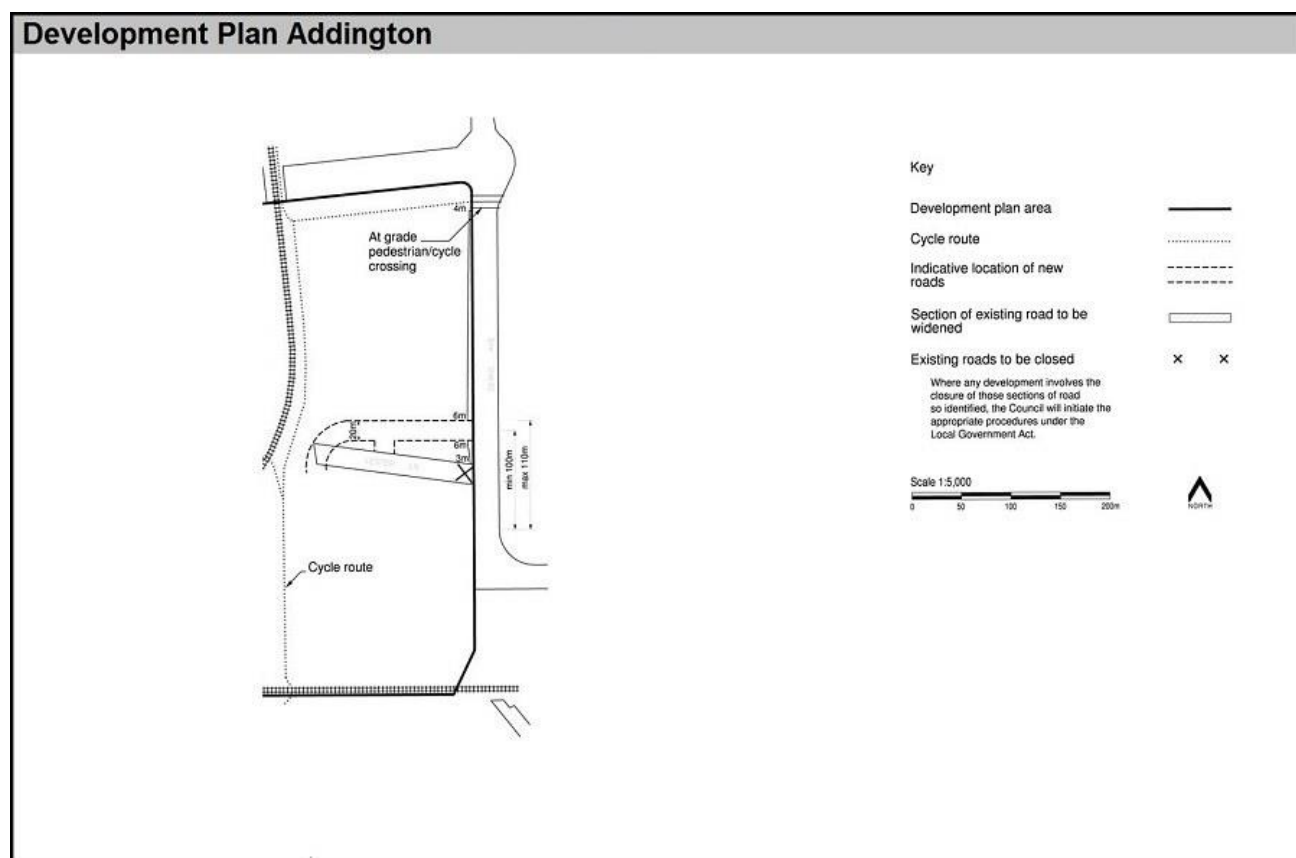 Development Plan Addington
4m
At grade
pedestrian/cycle
crossing
6m
20m
6m
3m
min 100m
max 110m
Cycle route
Key
Development plan area
Cycle route
Indicative location of new
roads
Section of existing road to be
widened
Existing roads to be closed
Where any development involves the
closure of those sections of road
so identified, the Council will initiate the
appropriate procedures under the
Local Government Act.
Scale 1:5,000
0 50 100 150 200m
NORTH